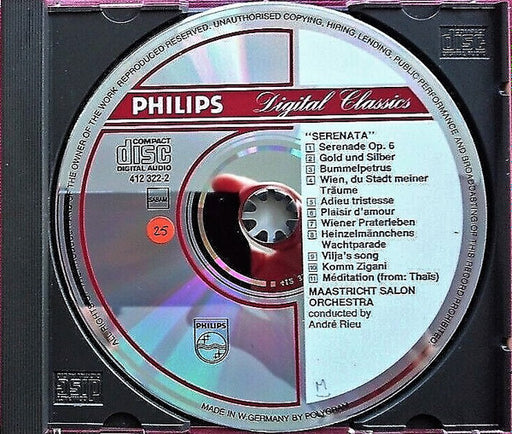 ALL RIGHTS OF THE OWNER OF THE WORK REPRODUCED RESERVED. UNAUTHORISED COPYING, HIRING LENDING, PUBLIC PERFORMANCE AND BROADCASTING OF THIS RECORD PROHIBITED
PHILIPS Digital Classics
COMPACT
disc
DIGITAL AUDIO
412 322-2
SABAM
25
"SERENATA"
1 Serenade Op. 6
2 Gold und Silber
3 Bummelpetrus
4 Wien, du Stadt meiner
Träume
5 Adieu tristesse
6 Plaisir d'amour
7 Wiener Praterleben
8 Heinzelmännchens
Wachtparade
9 Vilja's song
10 Komm Zigani
11 Méditation (from: Thaïs)
MAASTRICHT SALON
ORCHESTRA
conducted by
André Rieu
PHILIPS
M
MADE IN W. GERMANY BY POLYGRAM
disc